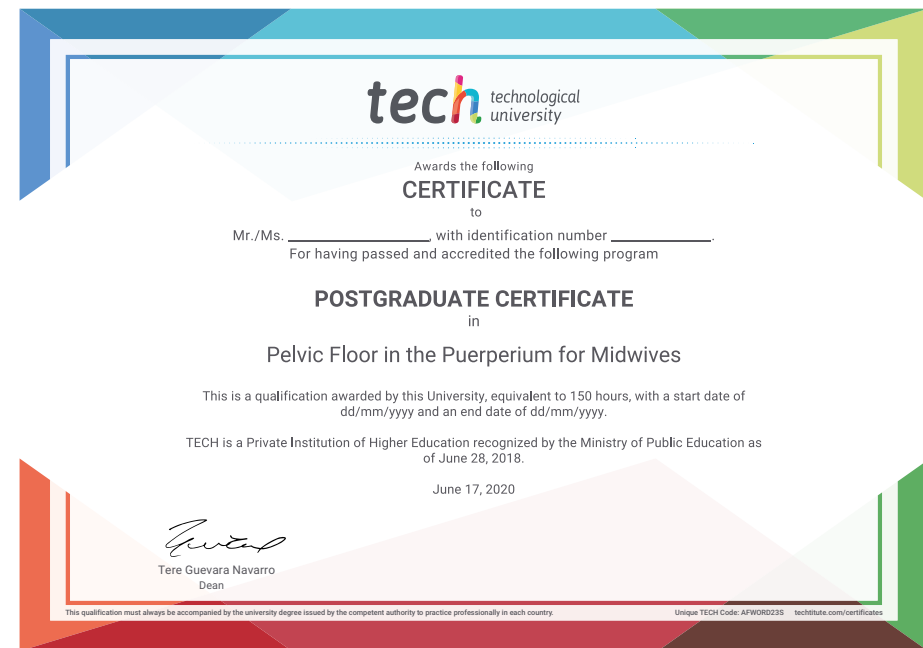 tech technological
university
Awards the following
CERTIFICATE
to
Mr./Ms. ____________________, with identification number ______________.
For having passed and accredited the following program
POSTGRADUATE CERTIFICATE
in
Pelvic Floor in the Puerperium for Midwives
This is a qualification awarded by this University, equivalent to 150 hours, with a start date of
dd/mm/yyyy and an end date of dd/mm/yyyy.
TECH is a Private Institution of Higher Education recognized by the Ministry of Public Education as
of June 28, 2018.
June 17, 2020
Tere Guevara Navarro
Dean
This qualification must always be accompanied by the university degree issued by the competent authority to practice professionally in each country. Unique TECH Code: AFWORD23S techtitute.com/certificates